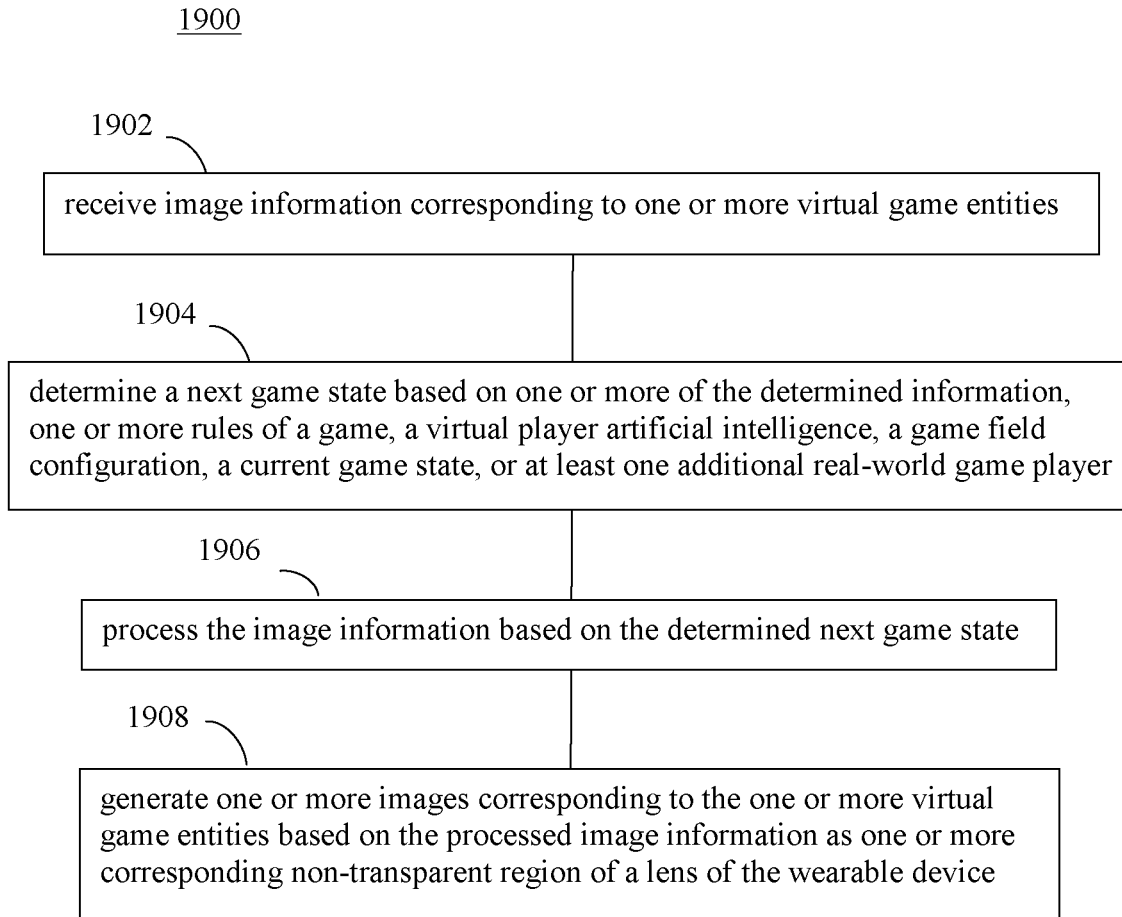 1900
1902
receive image information corresponding to one or more virtual game entities
1904
determine a next game state based on one or more of the determined information,
one or more rules of a game, a virtual player artificial intelligence, a game field
configuration, a current game state, or at least one additional real-world game player
1906
process the image information based on the determined next game state
1908
generate one or more images corresponding to the one or more virtual
game entities based on the processed image information as one or more
corresponding non-transparent region of a lens of the wearable device